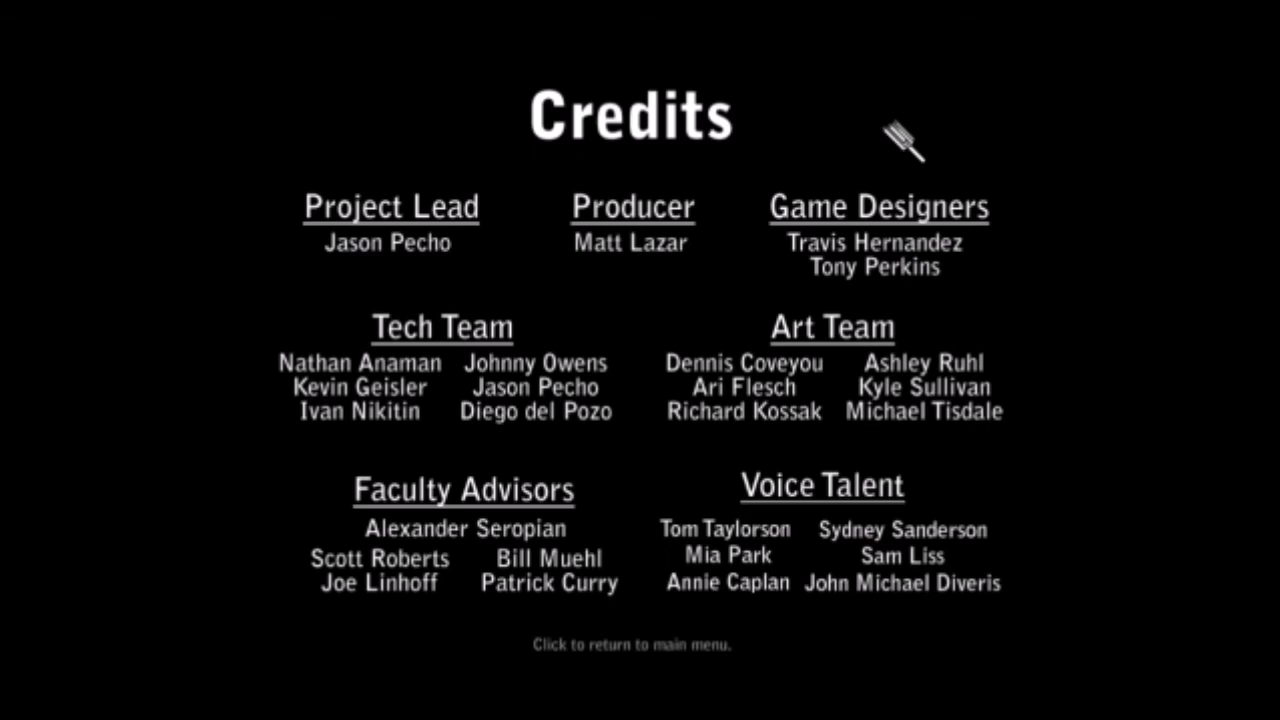 Credits
Project Lead
Jason Pecho
Producer
Matt Lazar
Game Designers
Travis Hernandez
Tony Perkins
Tech Team
Nathan Anaman Johnny Owens
Kevin Geisler Jason Pecho
Ivan Nikitin Diego del Pozo
Art Team
Dennis Coveyou Ashley Ruhl
Ari Flesch Kyle Sullivan
Richard Kossak Michael Tisdale
Faculty Advisors
Alexander Seropian
Scott Roberts Bill Muehl
Joe Linhoff Patrick Curry
Voice Talent
Tom Taylorson Sydney Sanderson
Mia Park Sam Liss
Annie Caplan John Michael Diveris
Click to return to main menu.